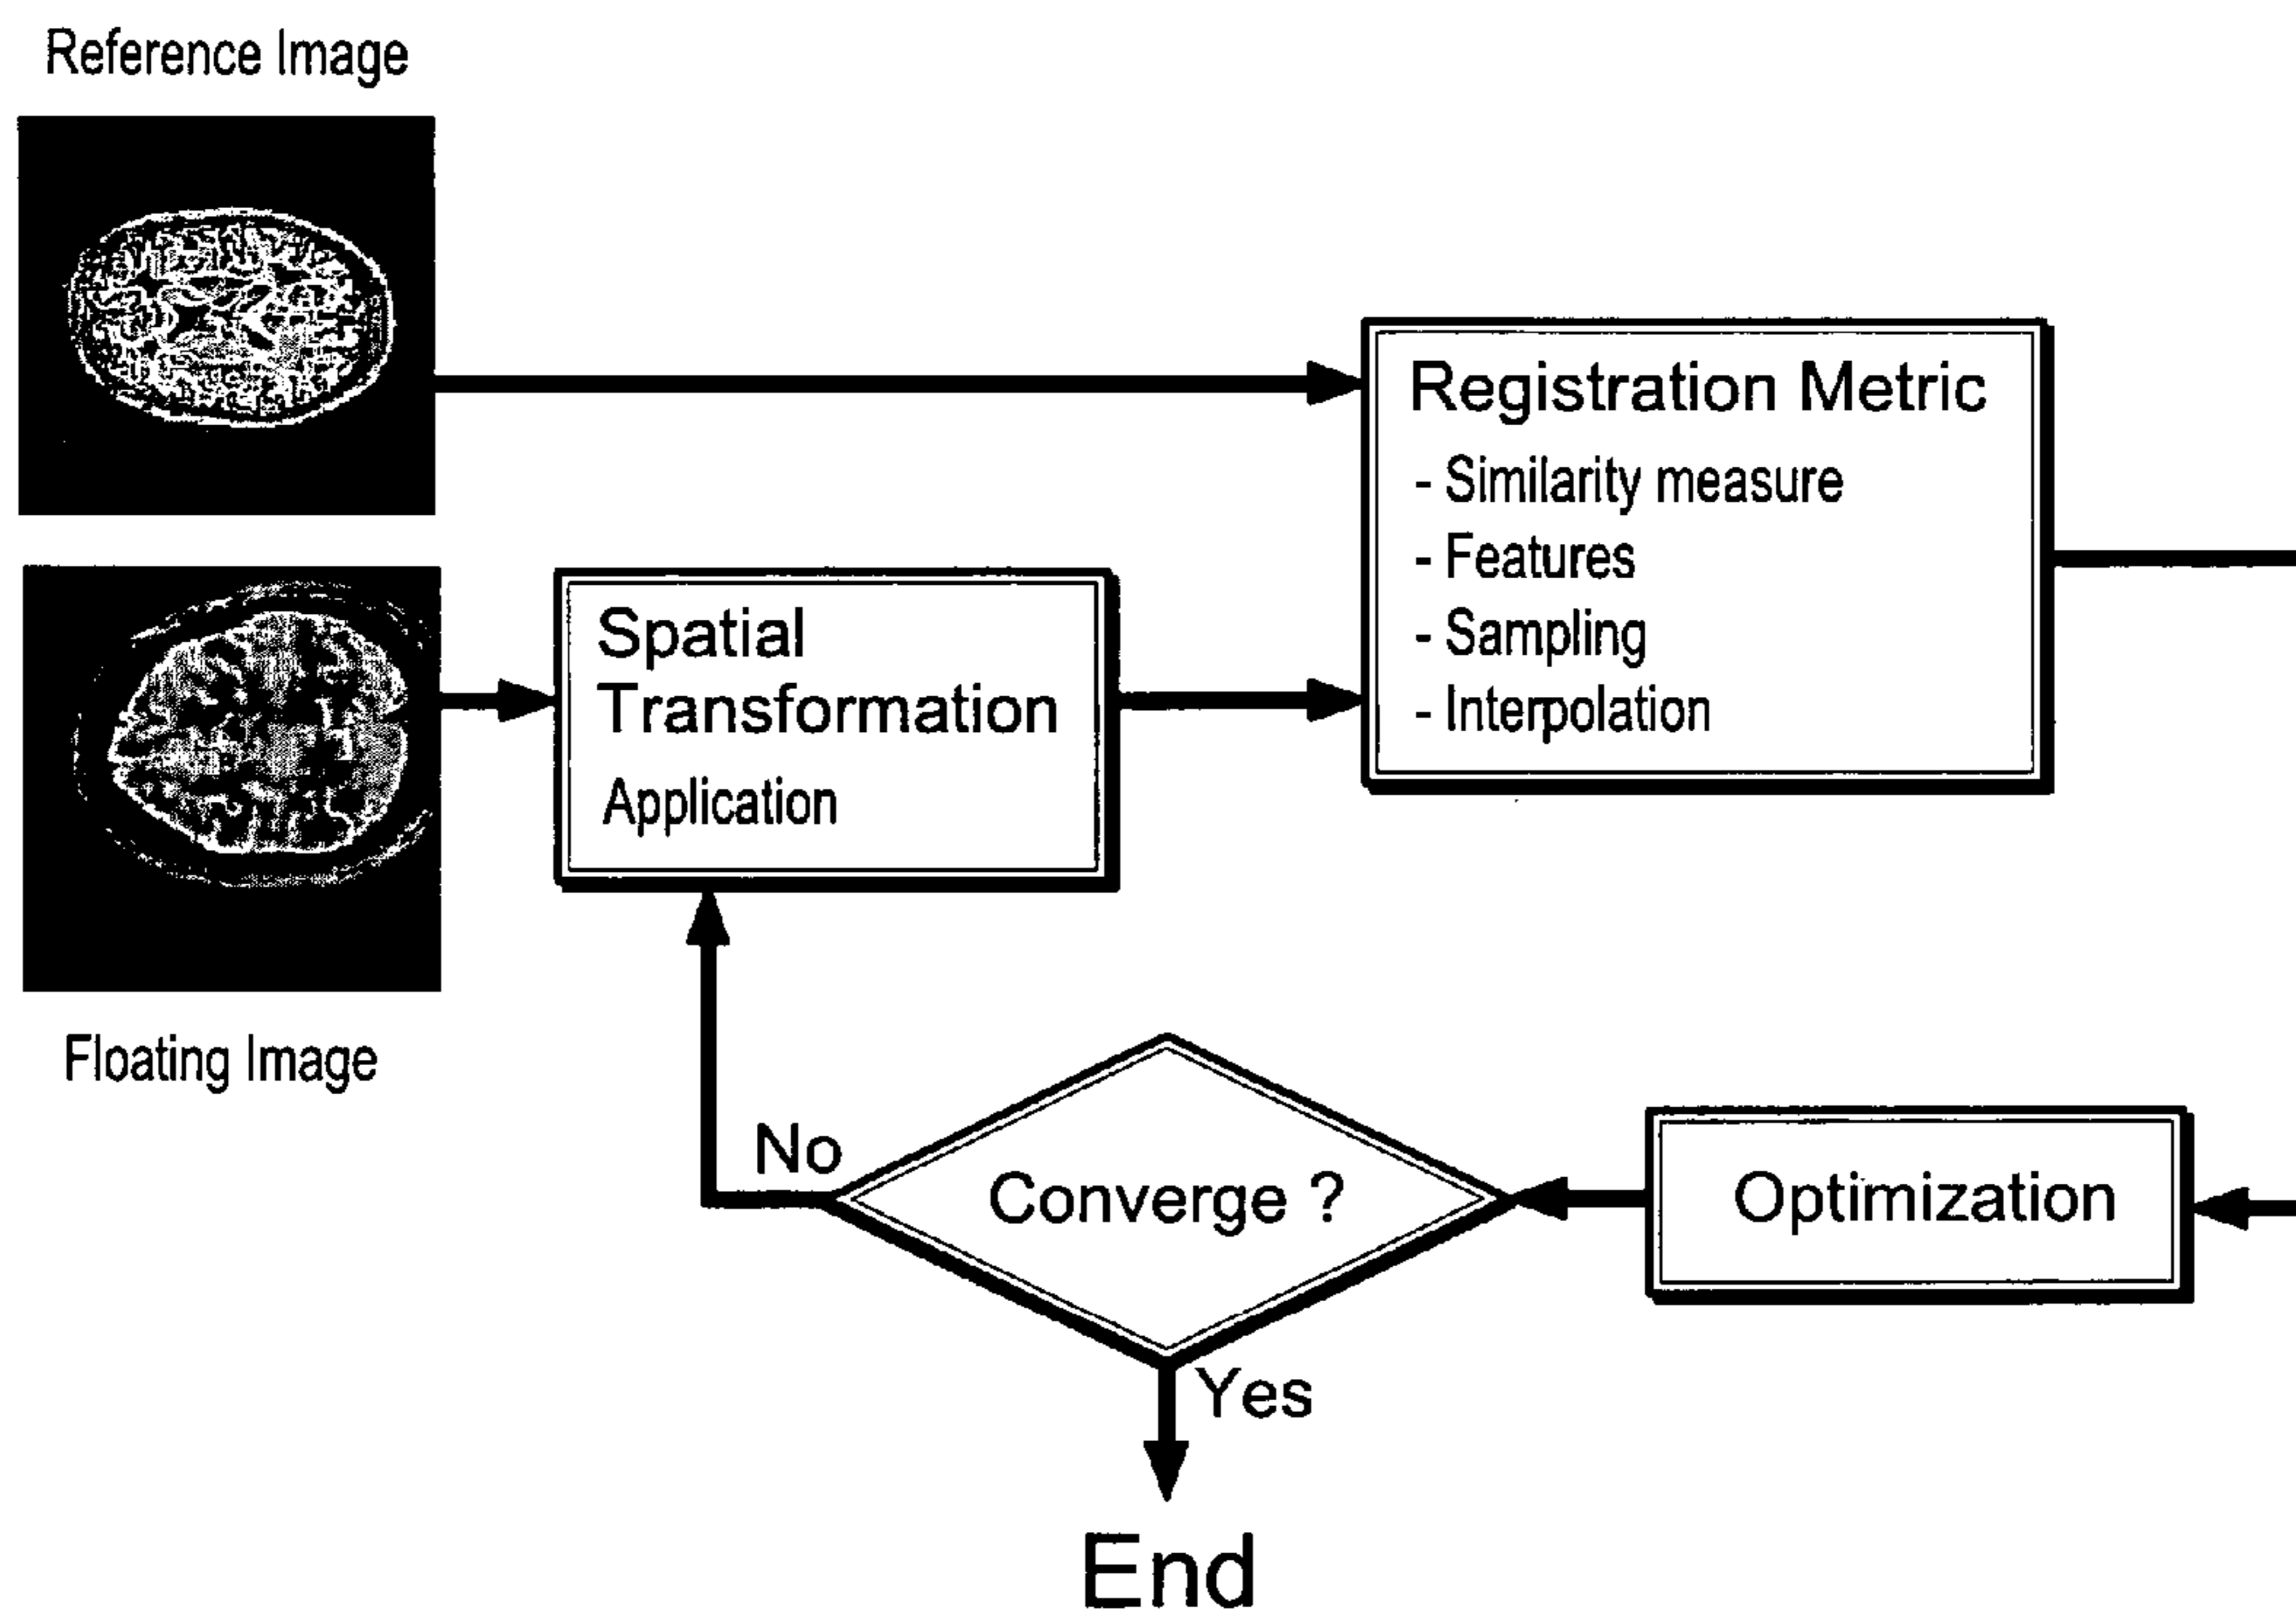 Reference Image
Registration Metric
- Similarity measure
- Features
- Sampling
- Interpolation
Spatial
Transformation
Application
Floating Image
No
Converge ?
Optimization
Yes
End